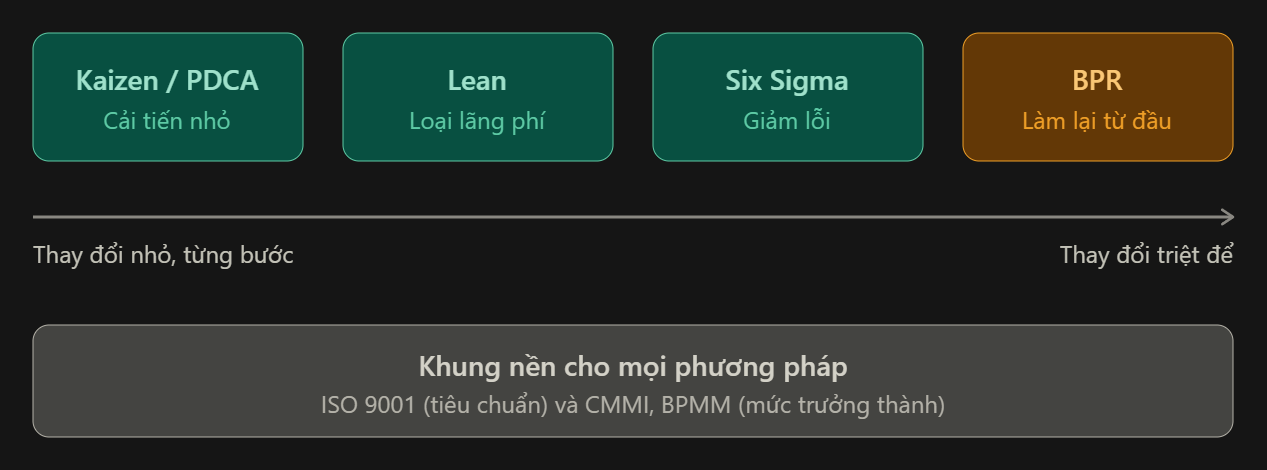 Kaizen / PDCA
Cải tiến nhỏ
Lean
Loại lãng phí
Six Sigma
Giảm lỗi
BPR
Làm lại từ đầu
Thay đổi nhỏ, từng bước
Thay đổi triệt để
Khung nền cho mọi phương pháp
ISO 9001 (tiêu chuẩn) và CMMI, BPMM (mức trưởng thành)